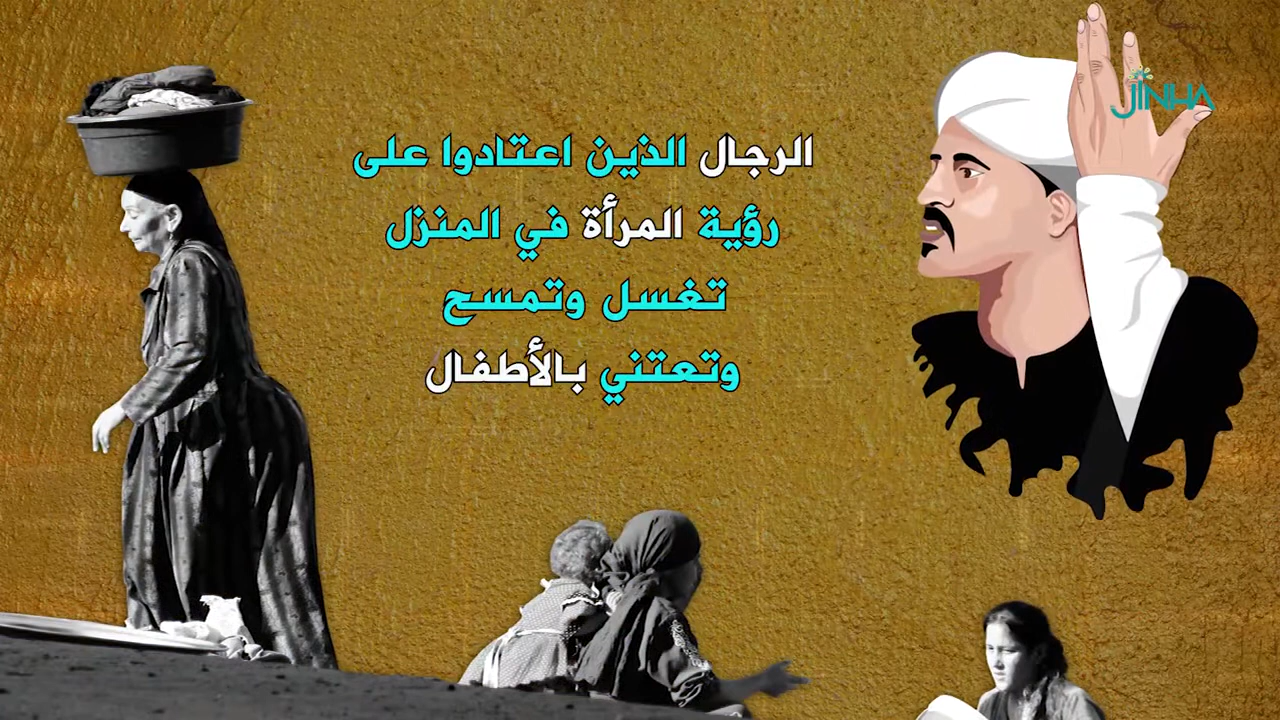 JINHA
الرجال الذين اعتادوا على
رؤية المرأة في المنزل
تغسل وتمسح
وتعتني بالأطفال